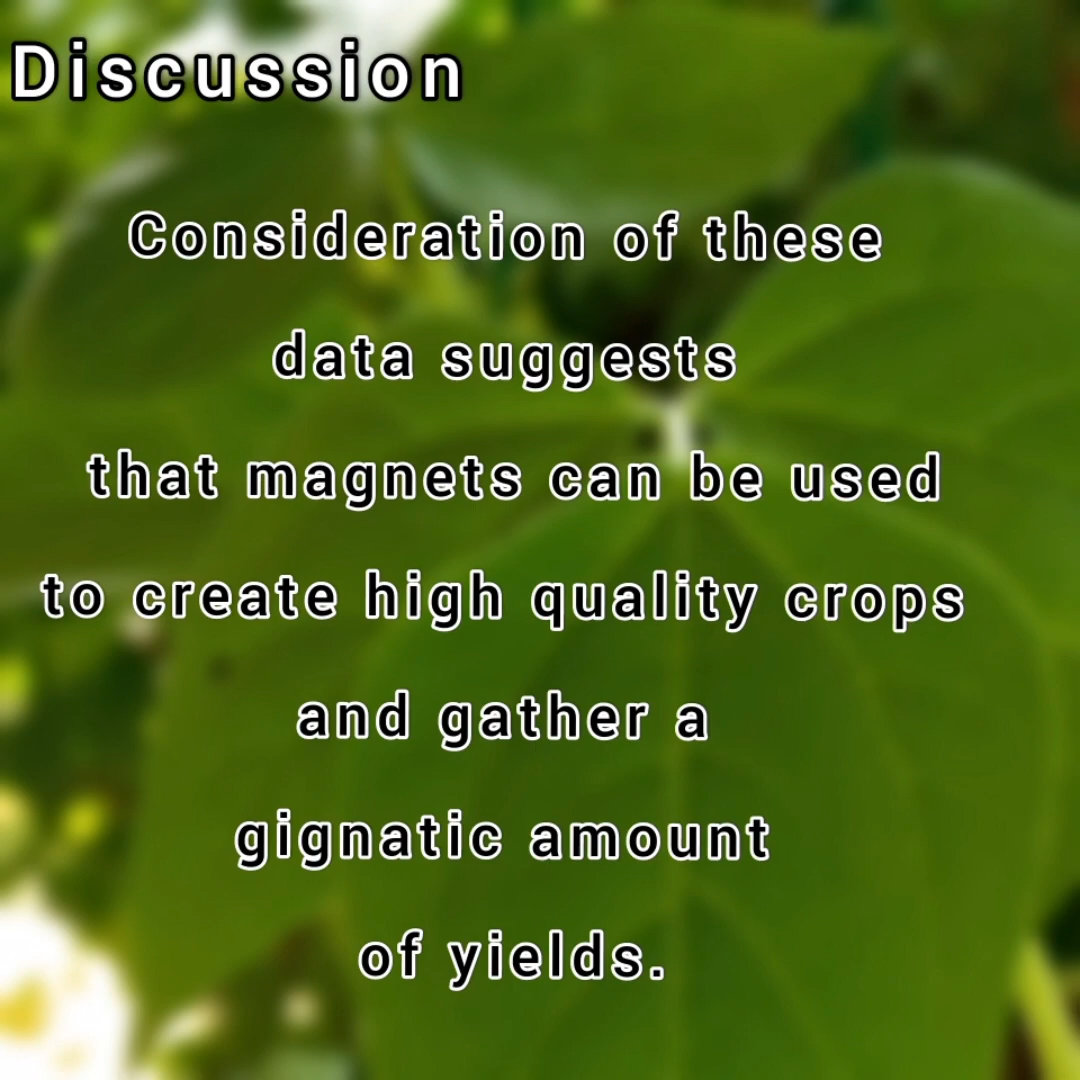 Discussion
Consideration of these
data suggests
that magnets can be used
to create high quality crops
and gather a
gignatic amount
of yields.